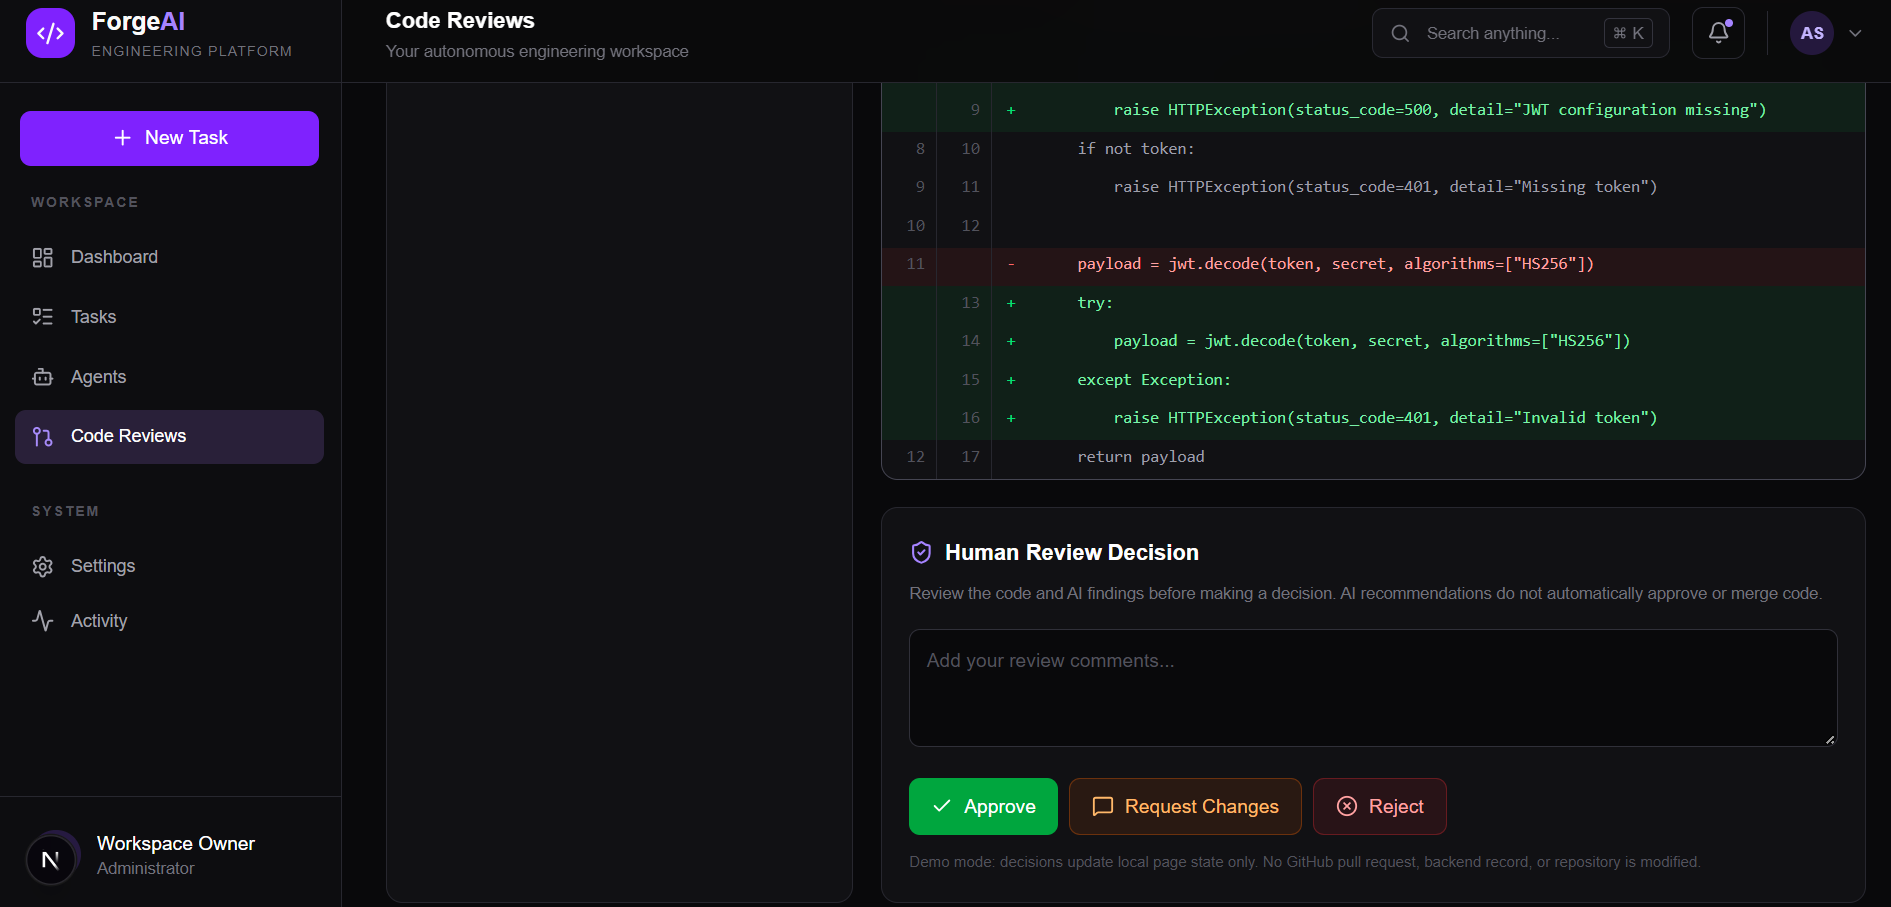 ForgeAI
ENGINEERING PLATFORM
New Task
WORKSPACE
Dashboard
Tasks
Agents
Code Reviews
SYSTEM
Settings
Activity
N
Workspace Owner
Administrator
Code Reviews
Your autonomous engineering workspace
Search anything... ⌘ K
AS
9 + raise HTTPException(status_code=500, detail="JWT configuration missing")
8 10 if not token:
9 11 raise HTTPException(status_code=401, detail="Missing token")
10 12
11 - payload = jwt.decode(token, secret, algorithms=["HS256"])
13 + try:
14 + payload = jwt.decode(token, secret, algorithms=["HS256"])
15 + except Exception:
16 + raise HTTPException(status_code=401, detail="Invalid token")
12 17 return payload
Human Review Decision
Review the code and AI findings before making a decision. AI recommendations do not automatically approve or merge code.
Add your review comments...
Approve
Request Changes
Reject
Demo mode: decisions update local page state only. No GitHub pull request, backend record, or repository is modified.